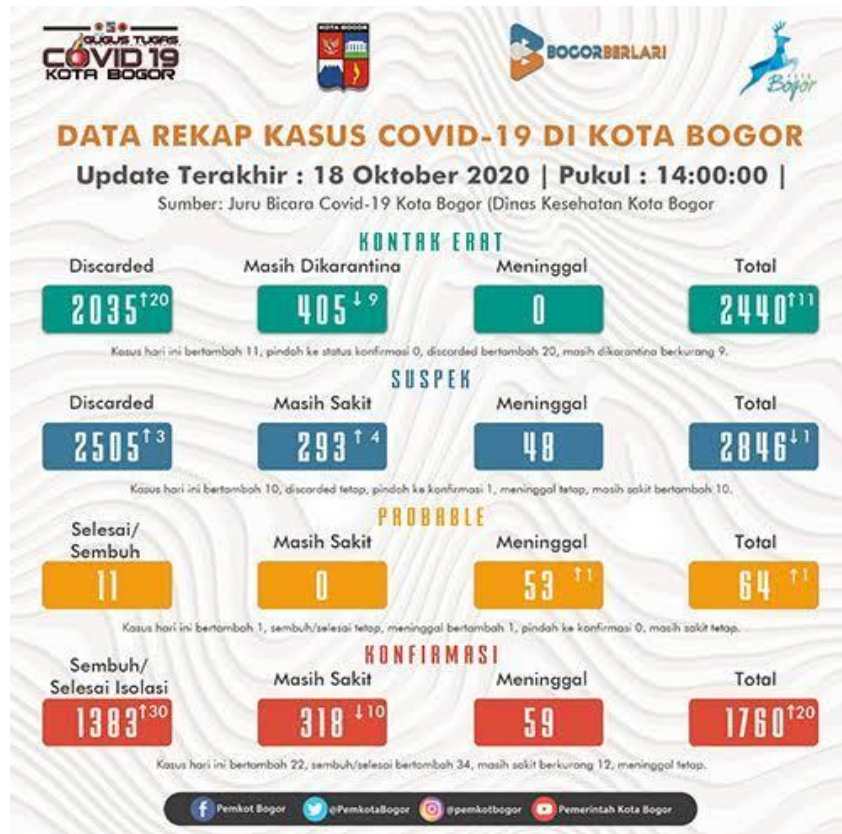 GUGUS TUGAS
COVID 19
KOTA BOGOR
KOTA BOGOR
BOGORBERLARI
Bogor
DATA REKAP KASUS COVID-19 DI KOTA BOGOR
Update Terakhir : 18 Oktober 2020 | Pukul : 14:00:00 |
Sumber: Juru Bicara Covid-19 Kota Bogor (Dinas Kesehatan Kota Bogor
KONTAK ERAT
Discarded Masih Dikarantina Meninggal Total
2035 ↑20 405 ↓ 9 0 2440 ↑11
Kasus hari ini bertambah 11, pindah ke status konfirmasi 0, discarded bertambah 20, masih dikarantina berkurang 9.
SUSPEK
Discarded Masih Sakit Meninggal Total
2505 ↑ 3 293 ↑ 4 48 2846 ↓ 1
Kasus hari ini bertambah 10, discarded tetap, pindah ke konfirmasi 1, meninggal tetap, masih sakit bertambah 10.
PROBABLE
Selesai/
Sembuh Masih Sakit Meninggal Total
11 0 53 ↑1 64 ↑1
Kasus hari ini bertambah 1, sembuh/selesai tetap, meninggal bertambah 1, pindah ke konfirmasi 0, masih sakit tetap.
KONFIRMASI
Sembuh/
Selesai Isolasi Masih Sakit Meninggal Total
1383 ↑30 318 ↓10 59 1760 ↑20
Kasus hari ini bertambah 22, sembuh/selesai bertambah 34, masih sakit berkurang 12, meninggal tetap.
Pemkot Bogor @PemkotaBogor @pemkotbogor Pemerintah Kota Bogor